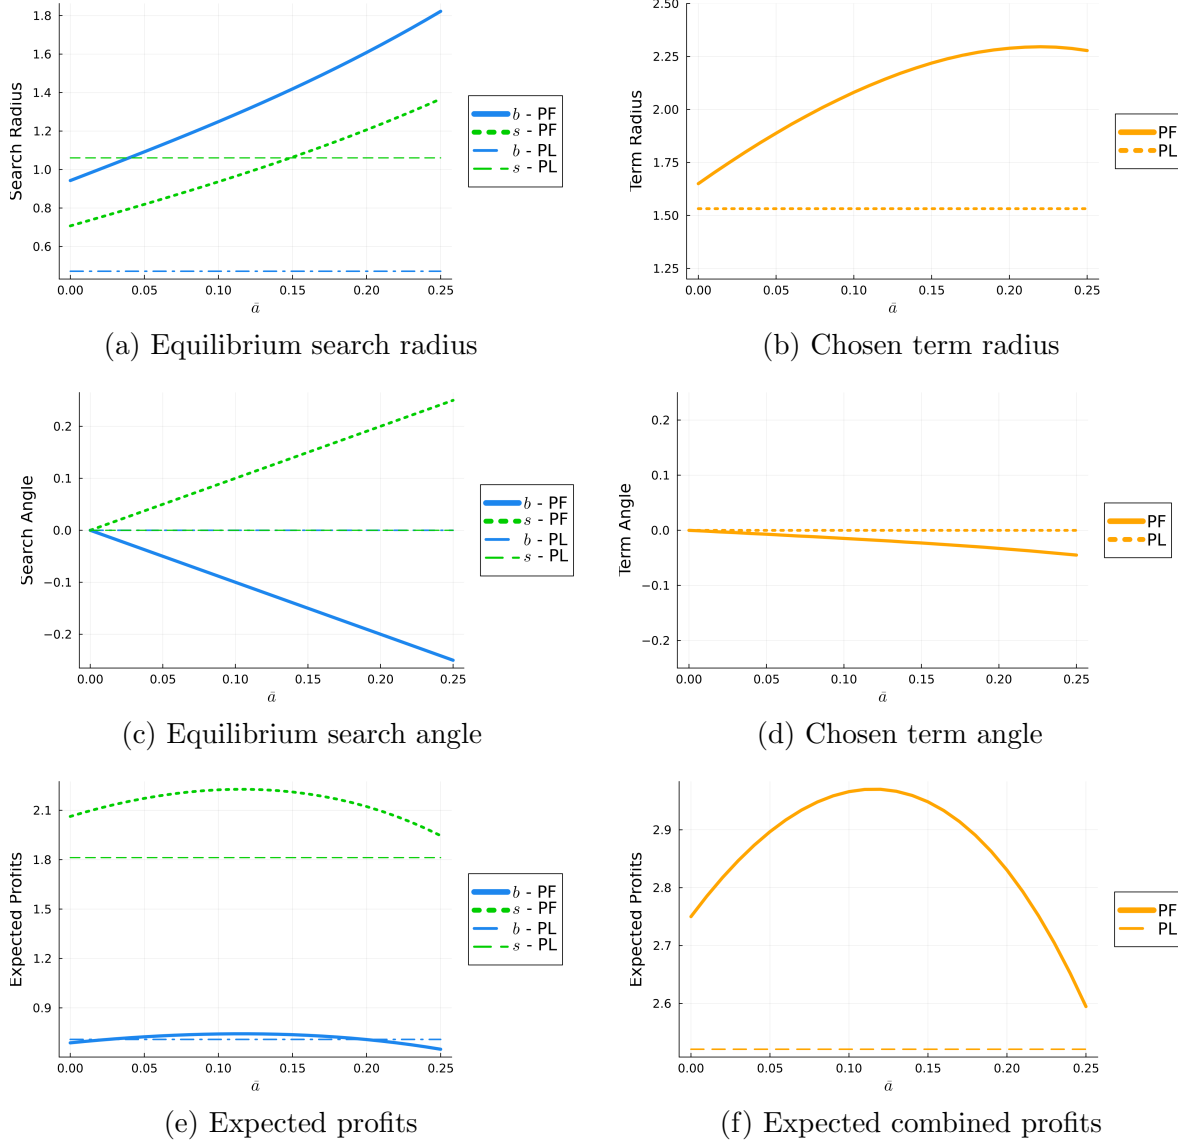 1.8
1.6
1.4
1.2
1.0
0.8
0.6
Search Radius
0.00 0.05 0.10 0.15 0.20 0.25
ā
b - PF
s - PF
b - PL
s - PL
(a) Equilibrium search radius
2.50
2.25
2.00
1.75
1.50
1.25
Term Radius
0.00 0.05 0.10 0.15 0.20 0.25
ā
PF
PL
(b) Chosen term radius
0.2
0.1
0.0
−0.1
−0.2
Search Angle
0.00 0.05 0.10 0.15 0.20 0.25
ā
b - PF
s - PF
b - PL
s - PL
(c) Equilibrium search angle
0.2
0.1
0.0
−0.1
−0.2
Term Angle
0.00 0.05 0.10 0.15 0.20 0.25
ā
PF
PL
(d) Chosen term angle
2.1
1.8
1.5
1.2
0.9
Expected Profits
0.00 0.05 0.10 0.15 0.20 0.25
ā
b - PF
s - PF
b - PL
s - PL
(e) Expected profits
2.9
2.8
2.7
2.6
Expected Profits
0.00 0.05 0.10 0.15 0.20 0.25
ā
PF
PL
(f) Expected combined profits